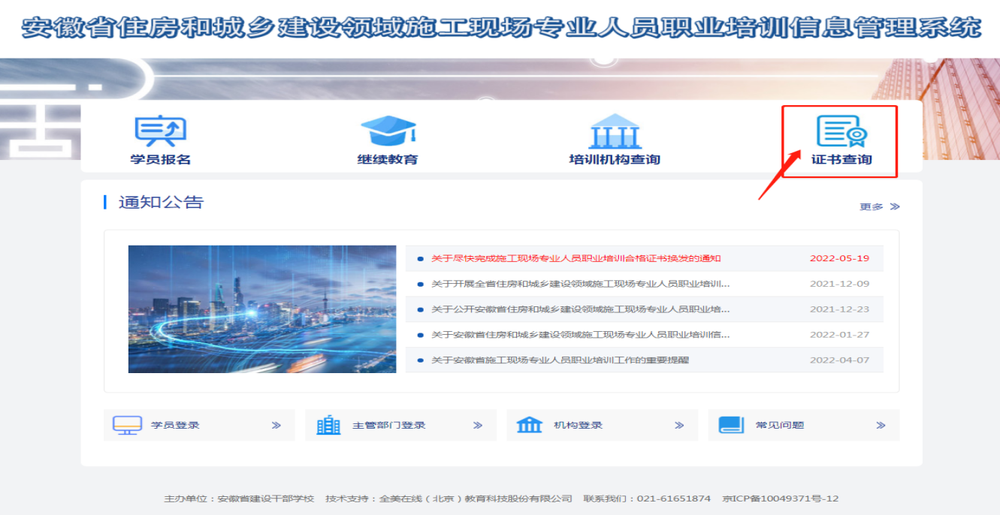 安徽省住房和城乡建设领域施工现场专业人员职业培训信息管理系统
学员报名
继续教育
培训机构查询
证书查询
通知公告
更多
关于尽快完成施工现场专业人员职业培训合格证书换发的通知 2022-05-19
关于开展全省住房和城乡建设领域施工现场专业人员职业培训... 2021-12-09
关于公开安徽省住房和城乡建设领域施工现场专业人员职业培... 2021-12-23
关于安徽省住房和城乡建设领域施工现场专业人员职业培训信... 2022-01-27
关于安徽省施工现场专业人员职业培训工作的重要提醒 2022-04-07
学员登录
主管部门登录
机构登录
常见问题
主办单位：安徽省建设干部学校 技术支持：全美在线（北京）教育科技股份有限公司 联系我们：021-61651874 京ICP备10049371号-12